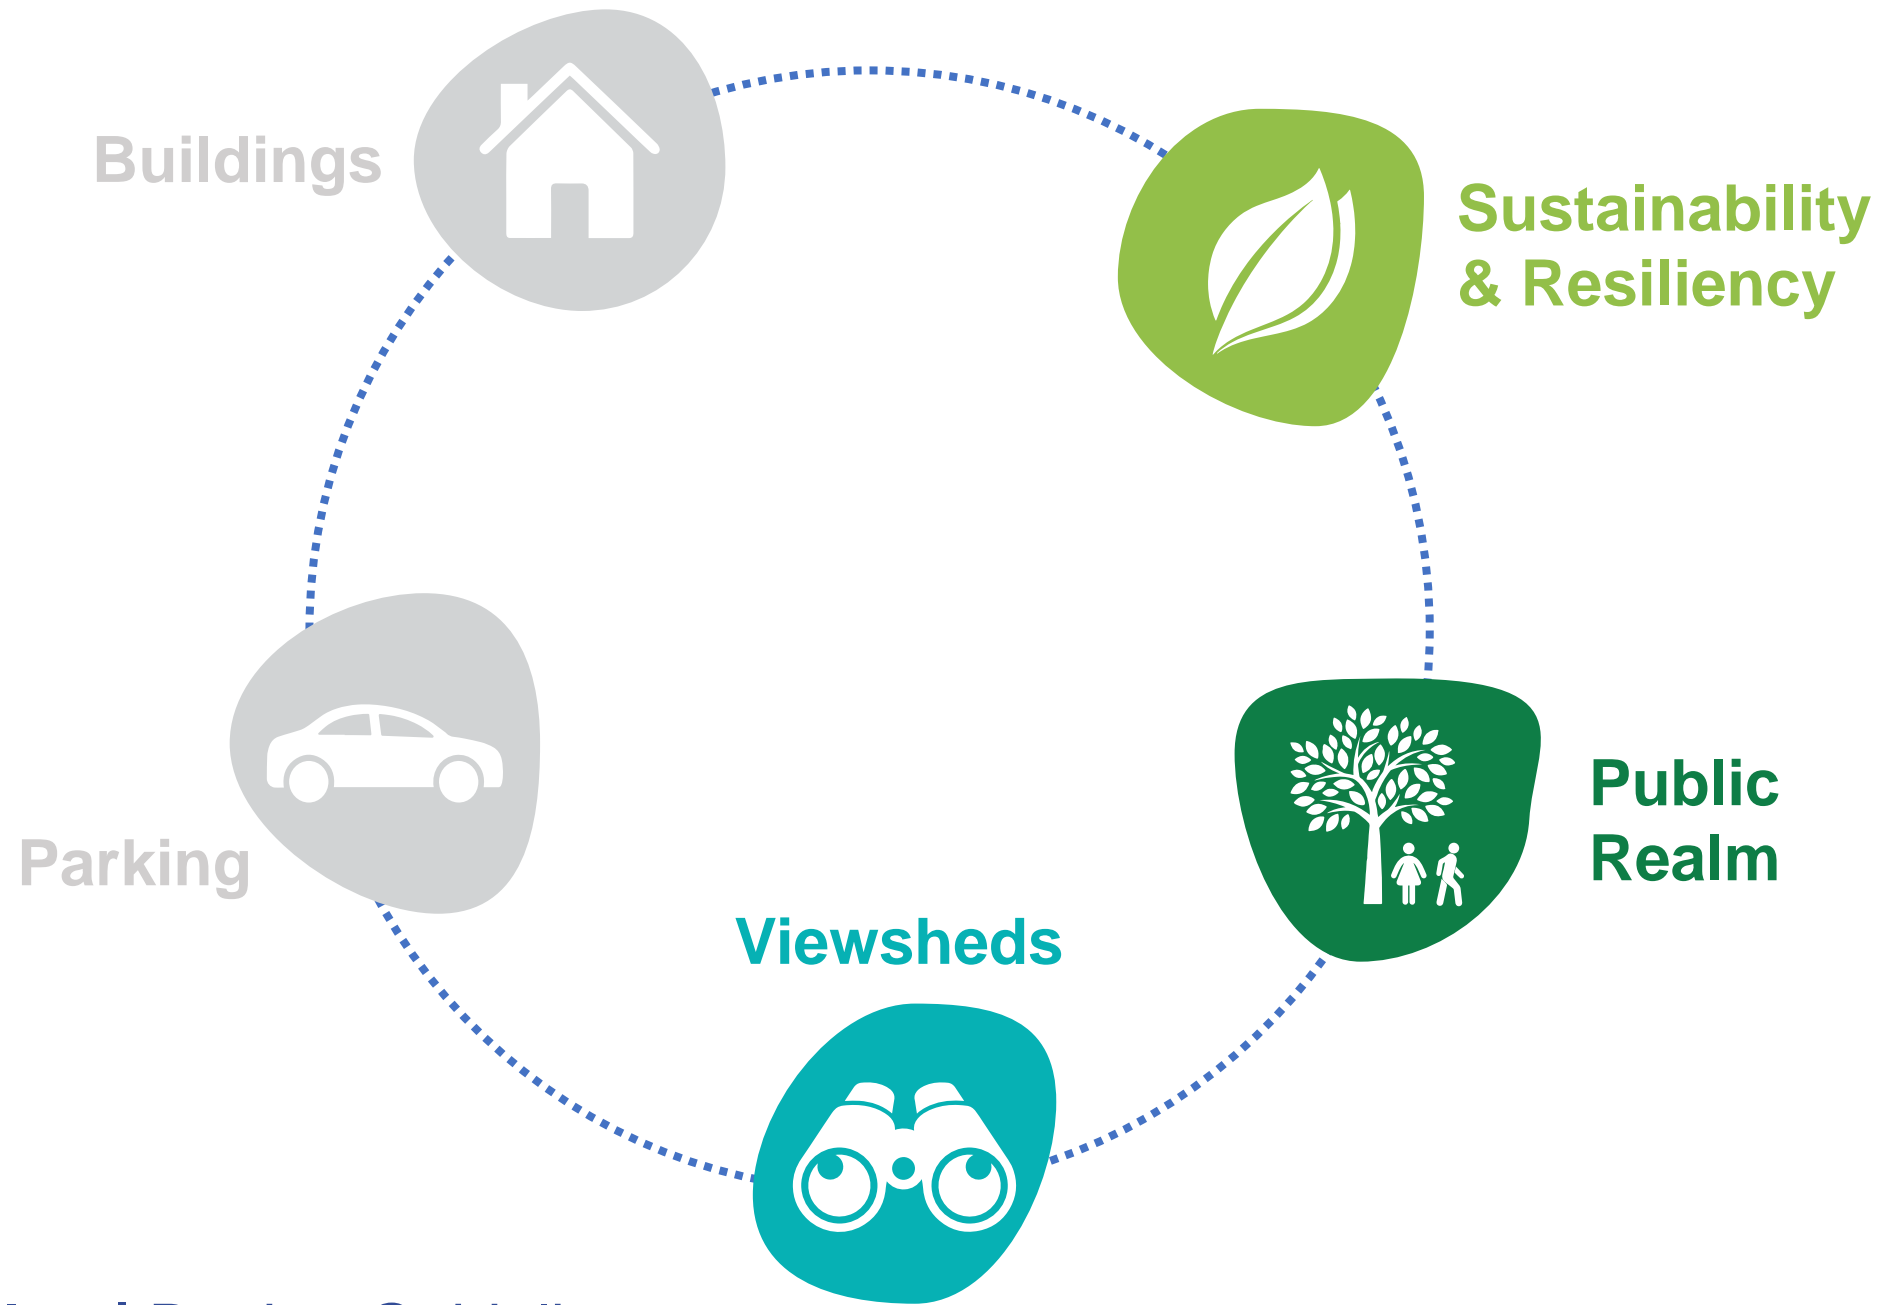 Buildings
Sustainability
& Resiliency
Public
Realm
Parking
Viewsheds